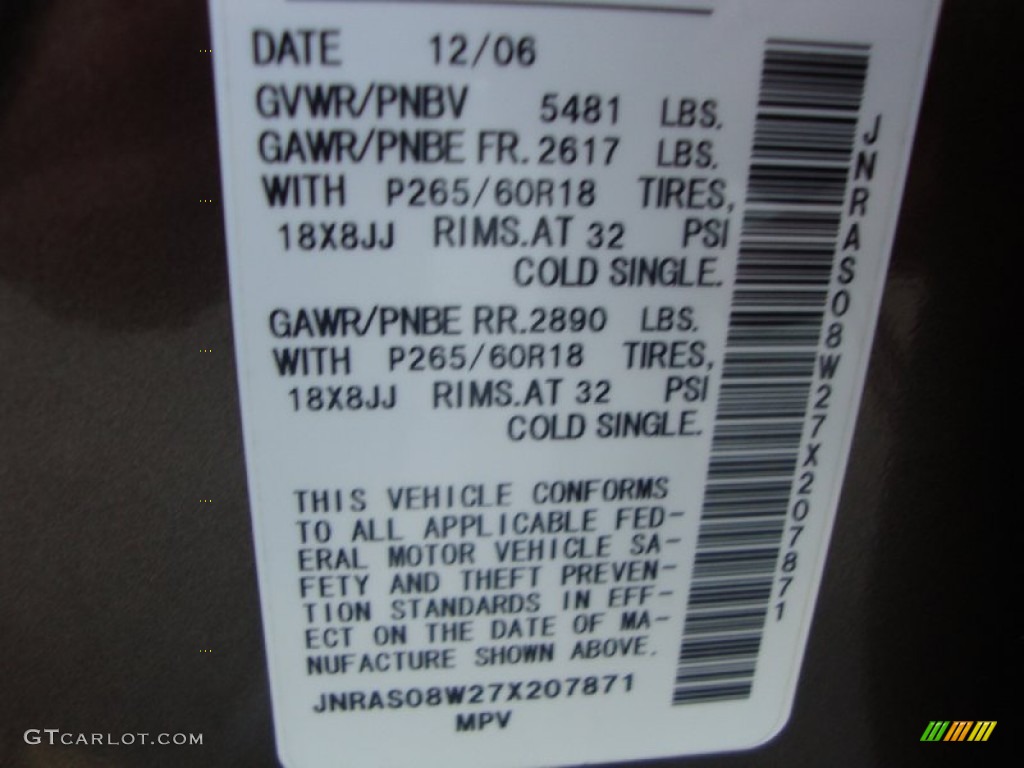 DATE 12/06
GVWR/PNBV 5481 LBS.
GAWR/PNBE FR. 2617 LBS.
WITH P265/60R18 TIRES,
18X8JJ RIMS.AT 32 PSI
COLD SINGLE.
GAWR/PNBE RR.2890 LBS.
WITH P265/60R18 TIRES,
18X8JJ RIMS.AT 32 PSI
COLD SINGLE.
THIS VEHICLE CONFORMS
TO ALL APPLICABLE FED-
ERAL MOTOR VEHICLE SA-
FETY AND THEFT PREVEN-
TION STANDARDS IN EFF-
ECT ON THE DATE OF MA-
NUFACTURE SHOWN ABOVE.
JNRAS08W27X207871
MPV
JNRAS08W27X207871
GTCARLOT.COM